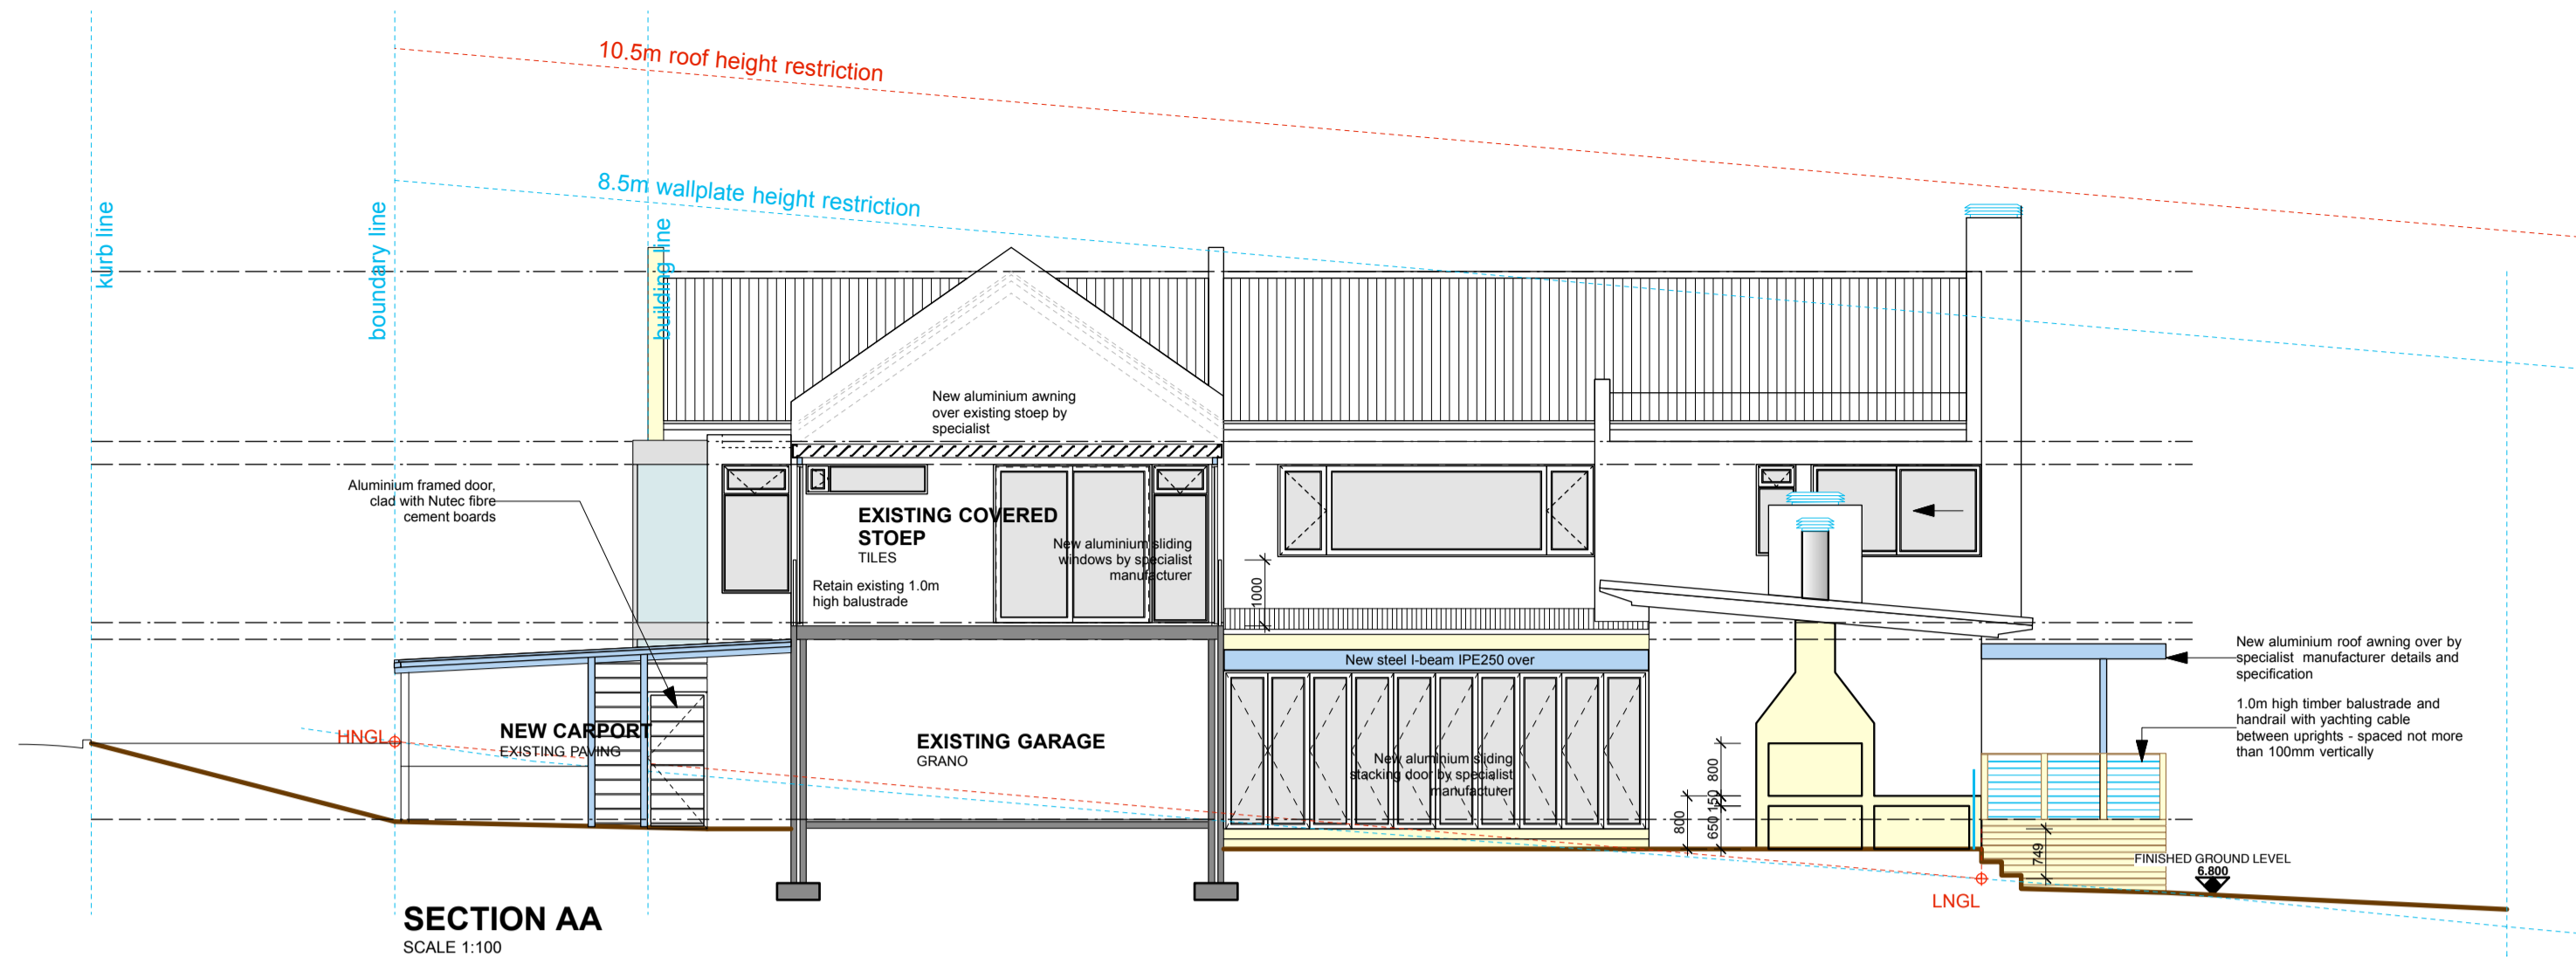 10.5m roof height restriction
8.5m wallplate height restriction
kurb line
boundary line
building line
New aluminium awning
over existing stoep by
specialist
Aluminium framed door,
clad with Nutec fibre
cement boards
EXISTING COVERED
STOEP
TILES
New aluminium sliding
windows by specialist
manufacturer
Retain existing 1.0m
high balustrade
1000
New steel I-beam IPE250 over
New aluminium roof awning over by
specialist manufacturer details and
specification
1.0m high timber balustrade and
handrail with yachting cable
between uprights - spaced not more
than 100mm vertically
HNGL
NEW CARPORT
EXISTING PAVING
EXISTING GARAGE
GRANO
New aluminium sliding
stacking door by specialist
manufacturer
800
650 150 800
749
FINISHED GROUND LEVEL
6.800
LNGL
SECTION AA
SCALE 1:100